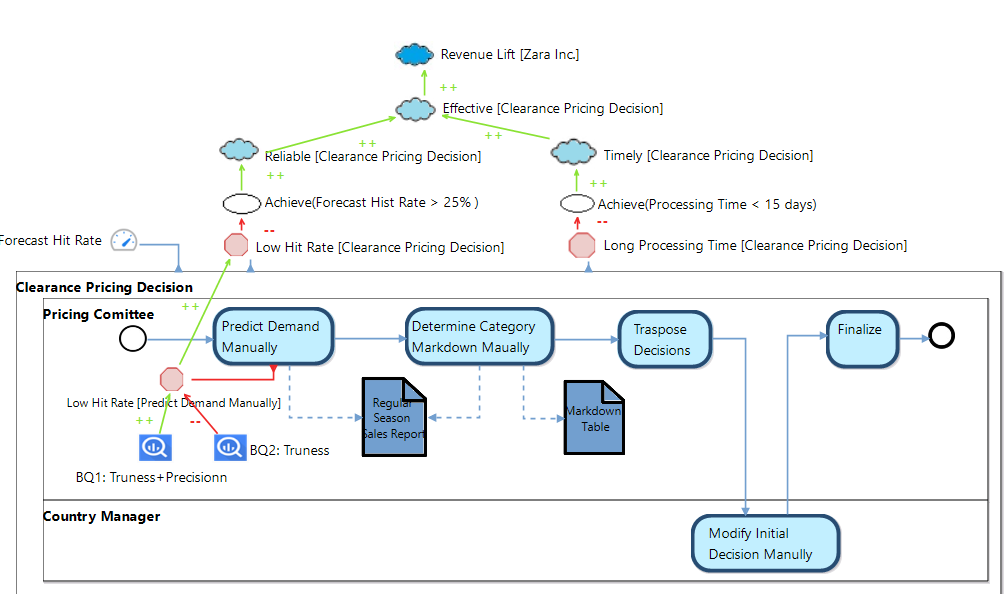 Revenue Lift [Zara Inc.]
++
Effective [Clearance Pricing Decision]
++
++
Reliable [Clearance Pricing Decision]
Timely [Clearance Pricing Decision]
++
++
Achieve(Forecast Hist Rate > 25% )
Achieve(Processing Time < 15 days)
--
--
Forecast Hit Rate
Low Hit Rate [Clearance Pricing Decision]
Long Processing Time [Clearance Pricing Decision]
Clearance Pricing Decision
++
Pricing Comittee
Predict Demand
Manually
Determine Category
Markdown Maually
Traspose
Decisions
Finalize
Low Hit Rate [Predict Demand Manually]
Regular
Season
Sales Report
Markdown
Table
++
--
BQ2: Truness
BQ1: Truness+Precisionn
Country Manager
Modify Initial
Decision Manully